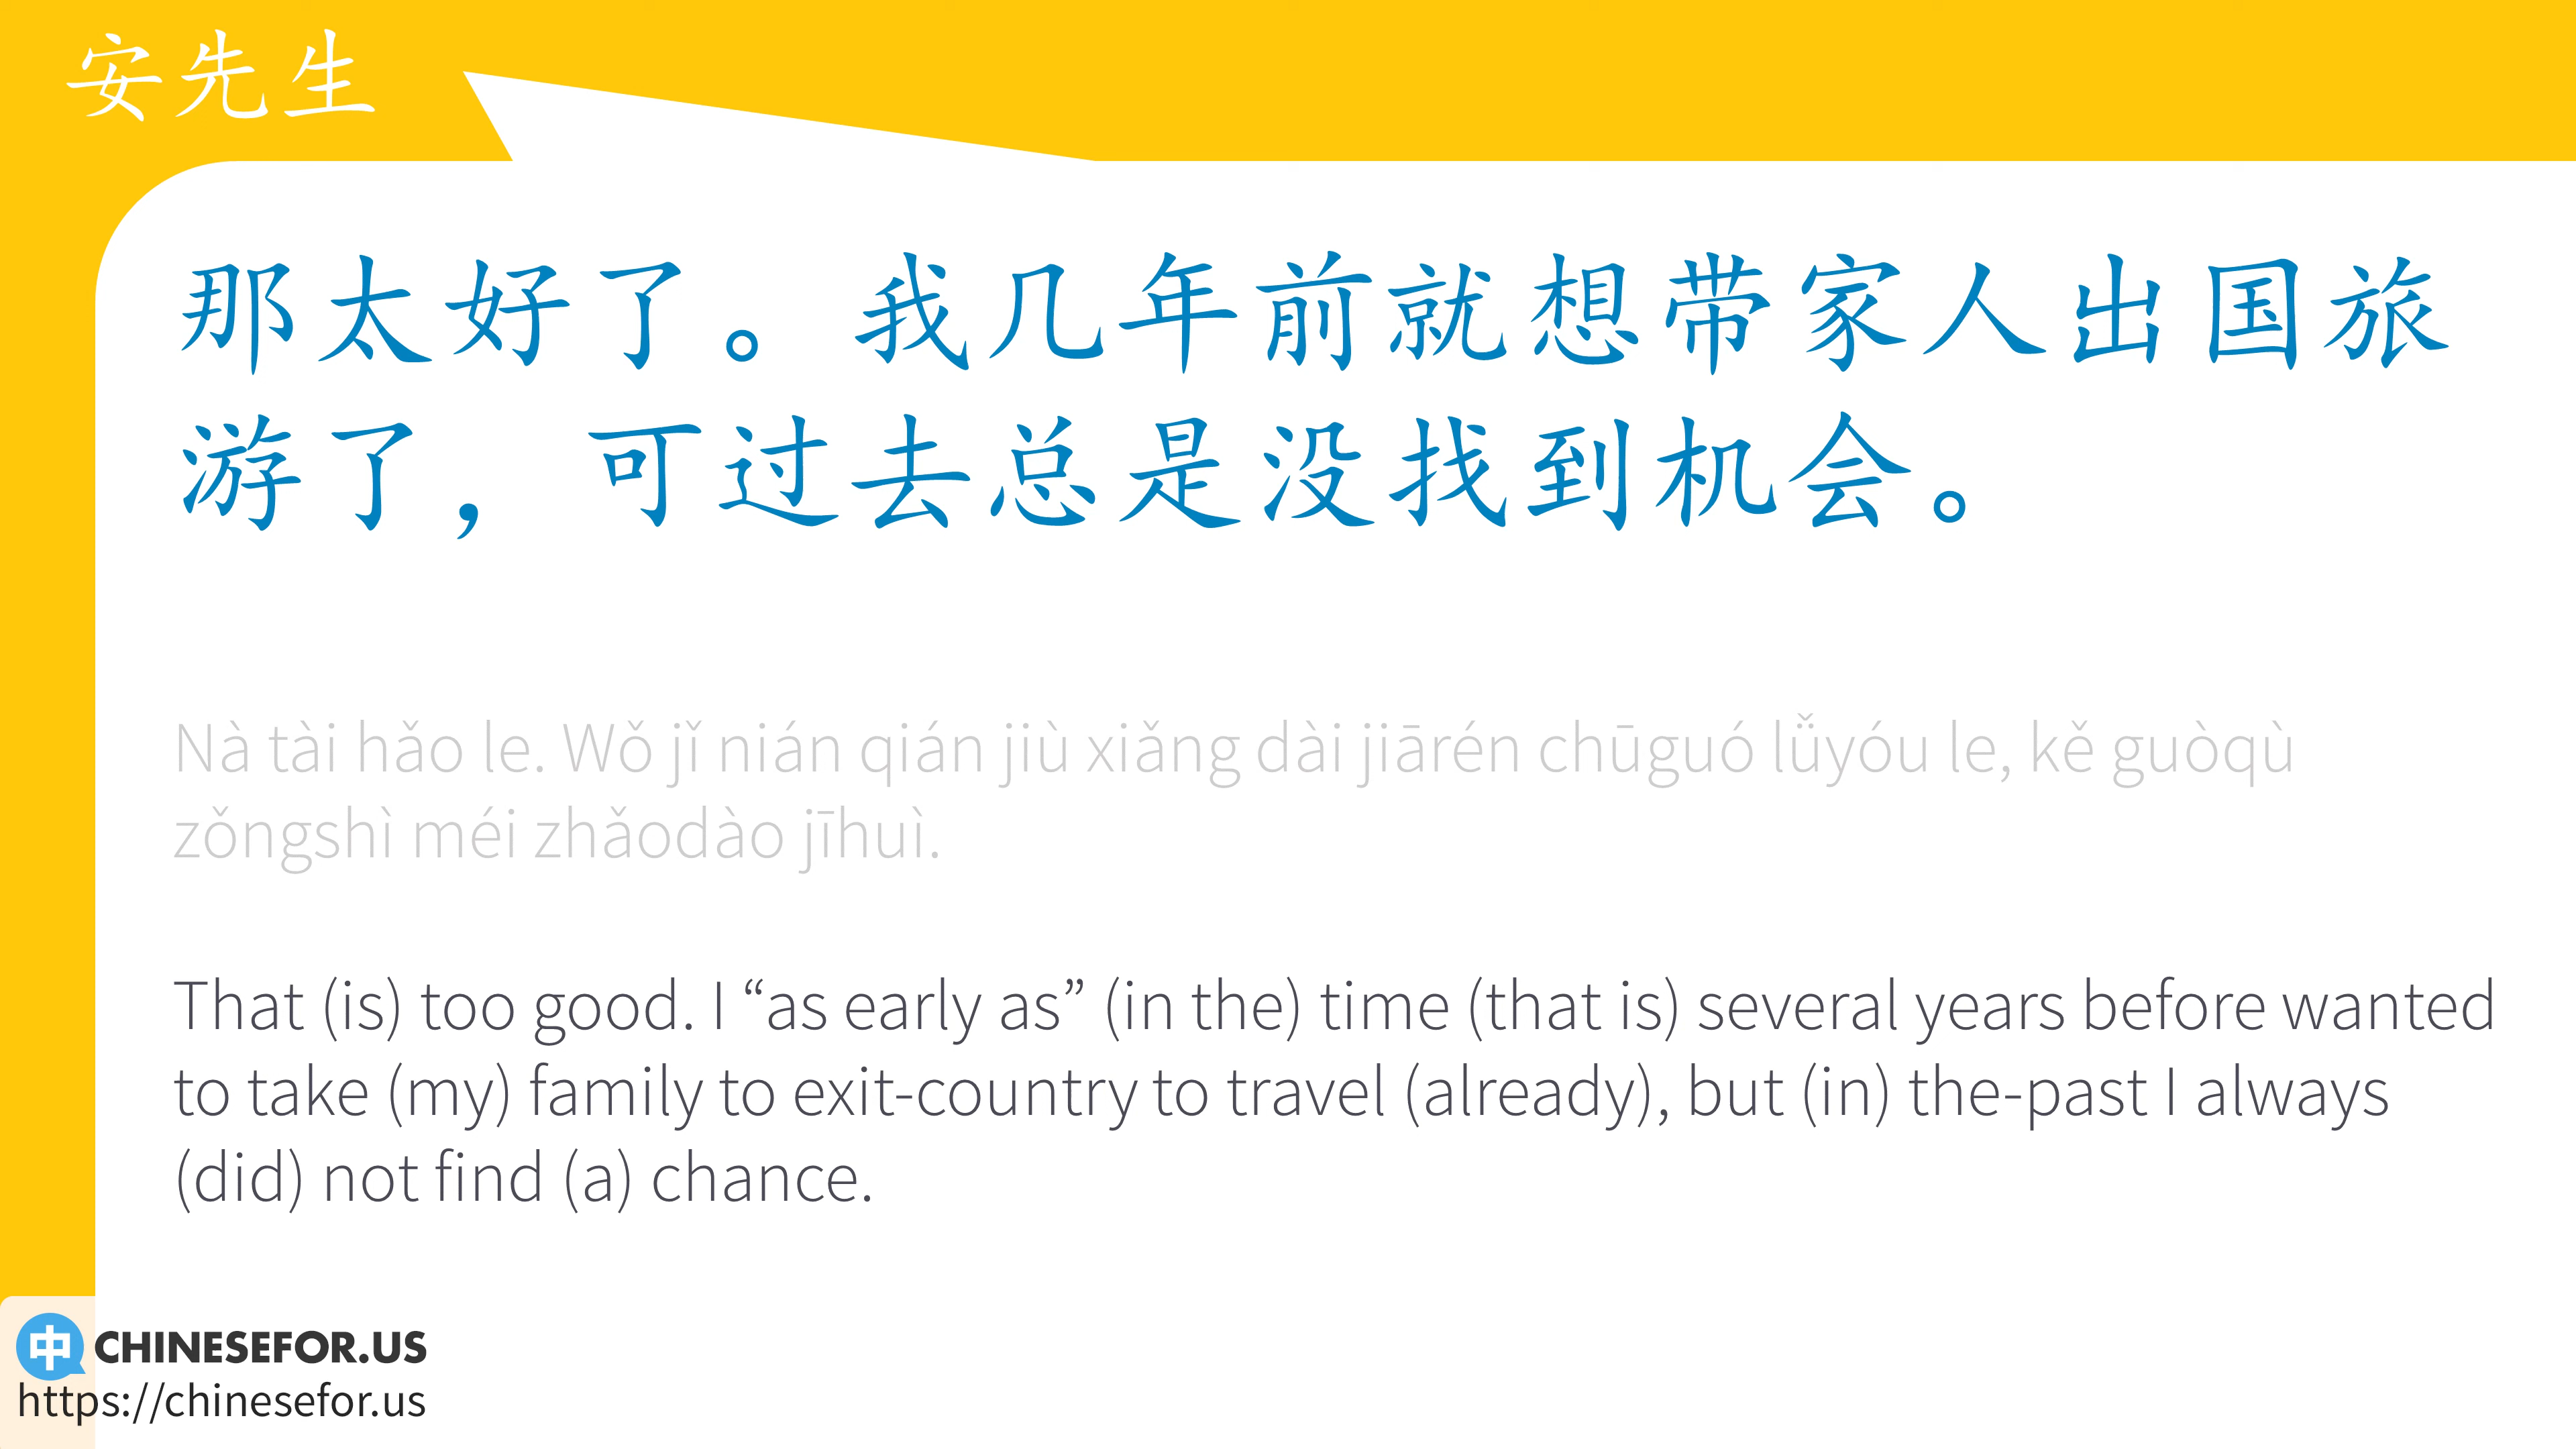 安先生
那太好了。我几年前就想带家人出国旅
游了，可过去总是没找到机会。
Nà tài hǎo le. Wǒ jǐ nián qián jiù xiǎng dài jiārén chūguó lǚyóu le, kě guòqù
zǒngshì méi zhǎodào jīhuì.
That (is) too good. I “as early as” (in the) time (that is) several years before wanted
to take (my) family to exit-country to travel (already), but (in) the-past I always
(did) not find (a) chance.
中 CHINESEFOR.US
https://chinesefor.us